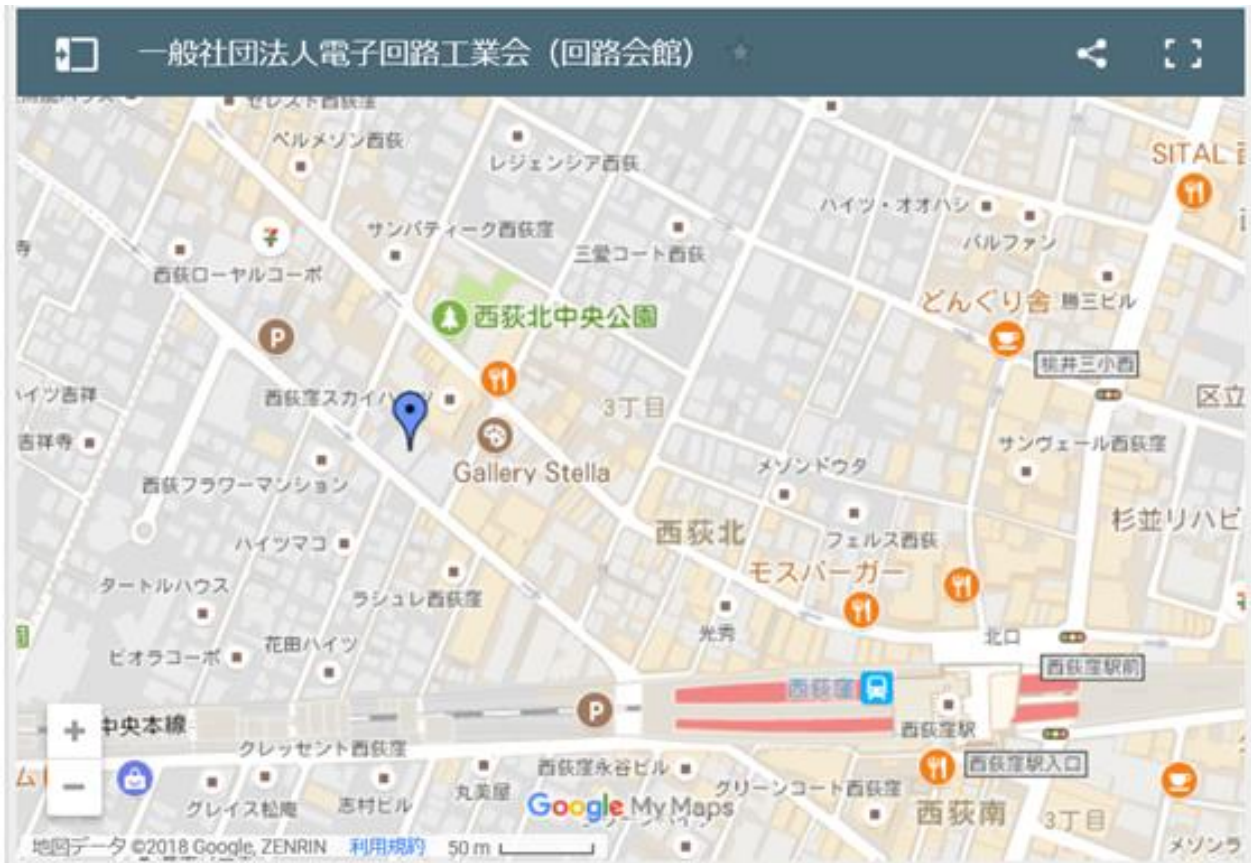 一般社団法人電子回路工業会（回路会館）
セレスト西荻窪
ベルメゾン西荻
レジェンシア西荻
SITAL
ハイツ・オオハシ
サンパティーク西荻窪
三愛コート西荻
パルファン
西荻ローヤルコーポ
どんぐり舎
勝三ビル
西荻北中央公園
P
桃井三小西
ハイツ吉祥
西荻窪スカイハイツ
3丁目
区立
吉祥寺
サンヴェール西荻窪
Gallery Stella
メゾンドウタ
西荻フラワーマンション
杉並リハビ
西荻北
フェルス西荻
ハイツマコ
モスバーガー
タートルハウス
ラシュレ西荻窪
光秀
北口
花田ハイツ
ビオラコーポ
西荻窪駅前
西荻窪
P
+
中央本線
西荻窪駅
クレッセント西荻窪
西荻窪永谷ビル
西荻窪駅入口
−
グリーンコート西荻窪
グレイス松庵
志村ビル
丸美屋
Google My Maps
西荻南
3丁目
地図データ ©2018 Google, ZENRIN
利用規約
50 m
メゾンラ